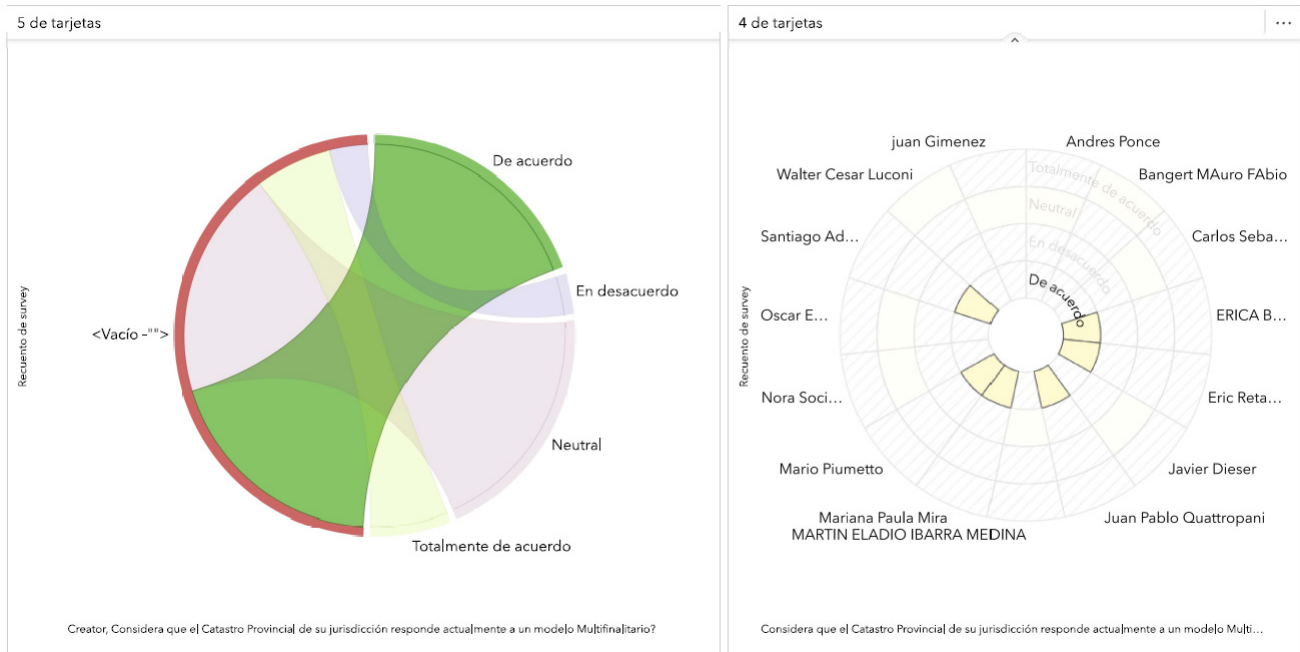 5 de tarjetas
De acuerdo
En desacuerdo
<Vacío -"">
Neutral
Totalmente de acuerdo
Recuento de survey
Creator, Considera que el Catastro Provincial de su jurisdicción responde actualmente a un modelo Multifinalitario?
4 de tarjetas
...
juan Gimenez
Andres Ponce
Walter Cesar Luconi
Bangert MAuro FAbio
Santiago Ad...
Carlos Seba...
Oscar E...
ERICA B...
Nora Soci...
Eric Reta...
Mario Piumetto
Javier Dieser
Mariana Paula Mira
Juan Pablo Quattropani
MARTIN ELADIO IBARRA MEDINA
Totalmente de acuerdo
Neutral
En desacuerdo
De acuerdo
Recuento de survey
Considera que el Catastro Provincial de su jurisdicción responde actualmente a un modelo Multi...